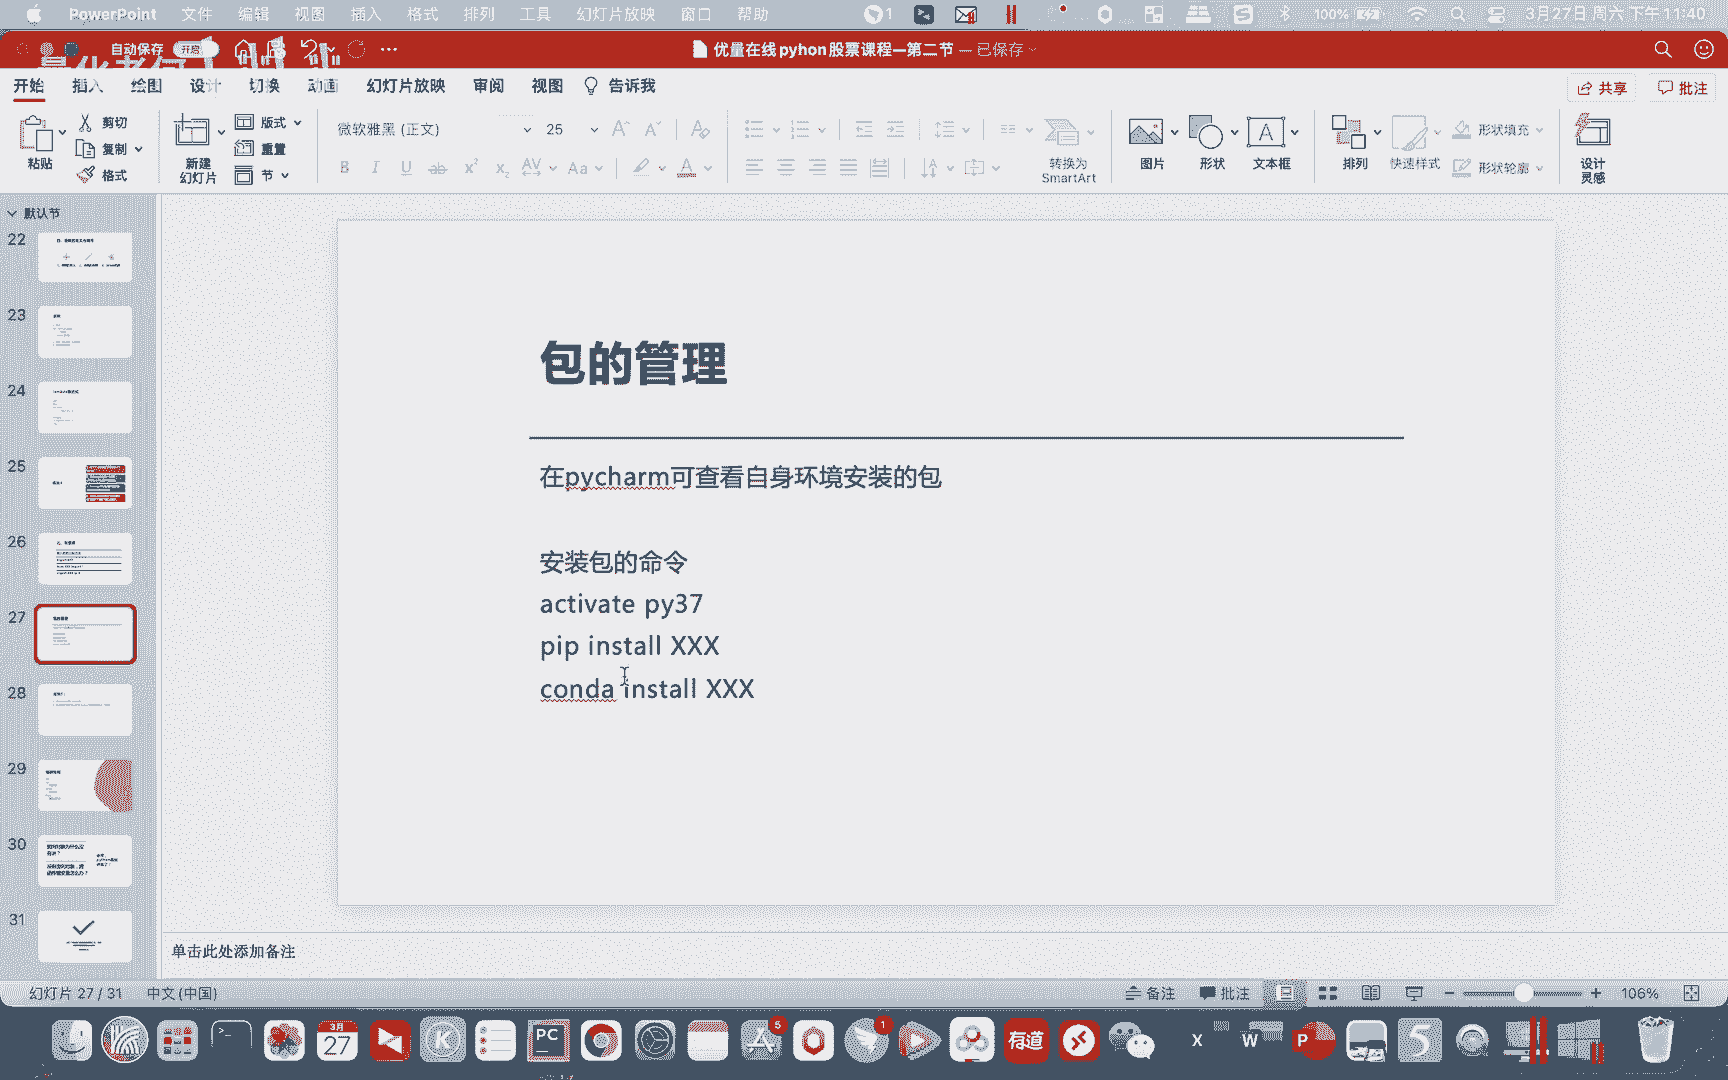 PowerPoint 文件 编辑 视图 插入 格式 排列 工具 幻灯片放映 窗口 帮助 1 100% 3月27日 周六 下午11:40
自动保存 开启 优量在线pyhon股票课程—第二节 — 已保存
开始 插入 绘图 设计 切换 动画 幻灯片放映 审阅 视图 告诉我 共享 批注
粘贴 剪切 复制 格式
新建 幻灯片 版式 重置 节
微软雅黑 (正文) 25
转换为 SmartArt 图片 形状 文本框 排列 快速样式 形状填充 形状轮廓 设计 灵感
默认节
22
23
24
25
26
27
28
29
30
31
包的管理
在pycharm可查看自身环境安装的包
安装包的命令
activate py37
pip install XXX
conda install XXX
单击此处添加备注
幻灯片 27 / 31 中文 (中国) 备注 批注 106%
3月 27 PC 5 1 有道 X W P